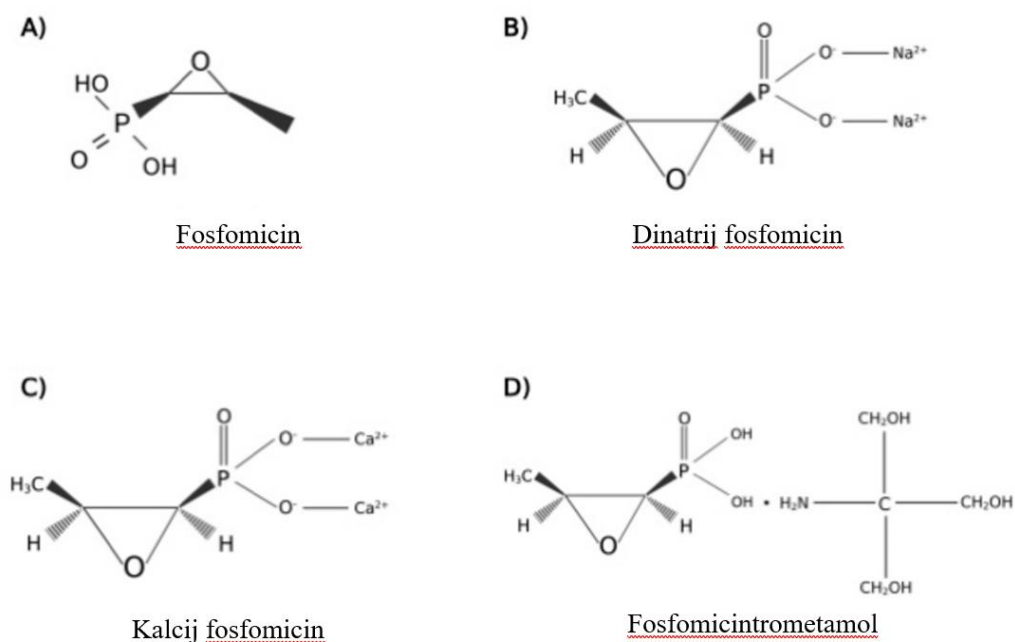 A)
O
HO
P
O
OH
Fosfomicin
B)
O
O⁻ Na²⁺
P
H₃C
O⁻ Na²⁺
H
H
O
Dinatrij fosfomicin
C)
O
O⁻ Ca²⁺
P
H₃C
O⁻ Ca²⁺
H
H
O
Kalcij fosfomicin
D)
O
OH
P
H₃C
OH • H₂N
H
H
O
CH₂OH
C
CH₂OH
CH₂OH
Fosfomicintrometamol